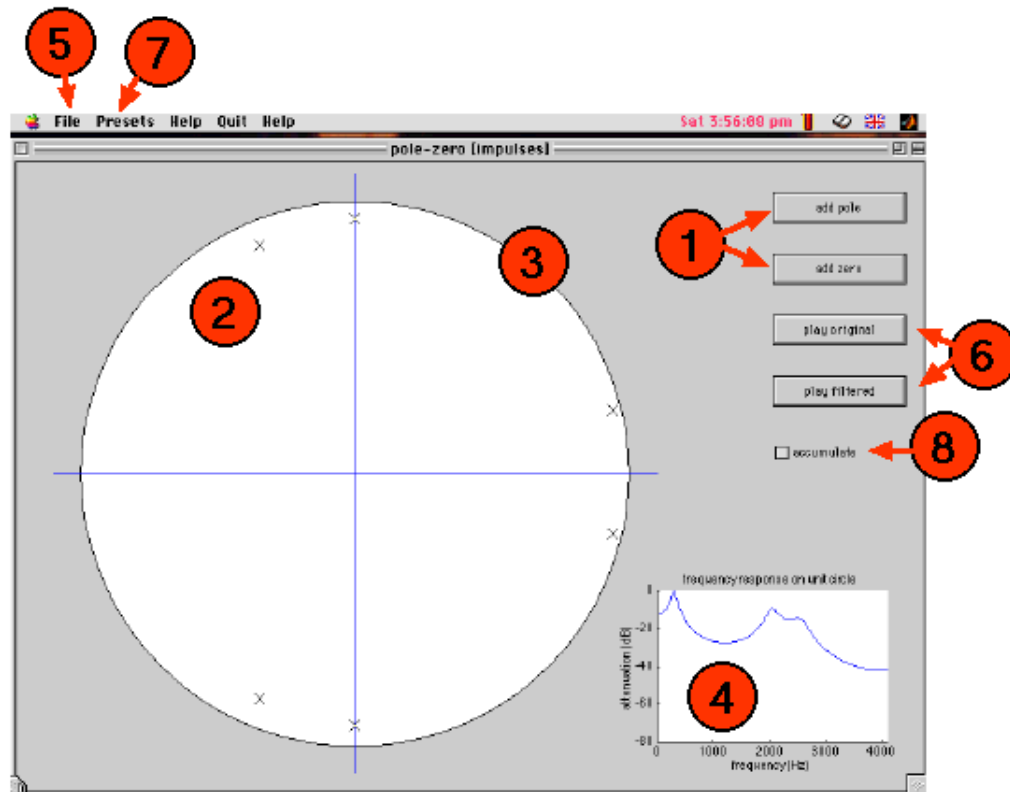 5
7
File Presets Help Quit Help
Sat 3:56:00 pm
pole-zero [impulses]
add pole
1
3
add zero
2
play original
6
play filtered
8
accumulate
frequency response on unit circle
0
-20
-40
-60
-80
attenuation [dB]
4
0 1000 2000 3000 4000
frequency[Hz]